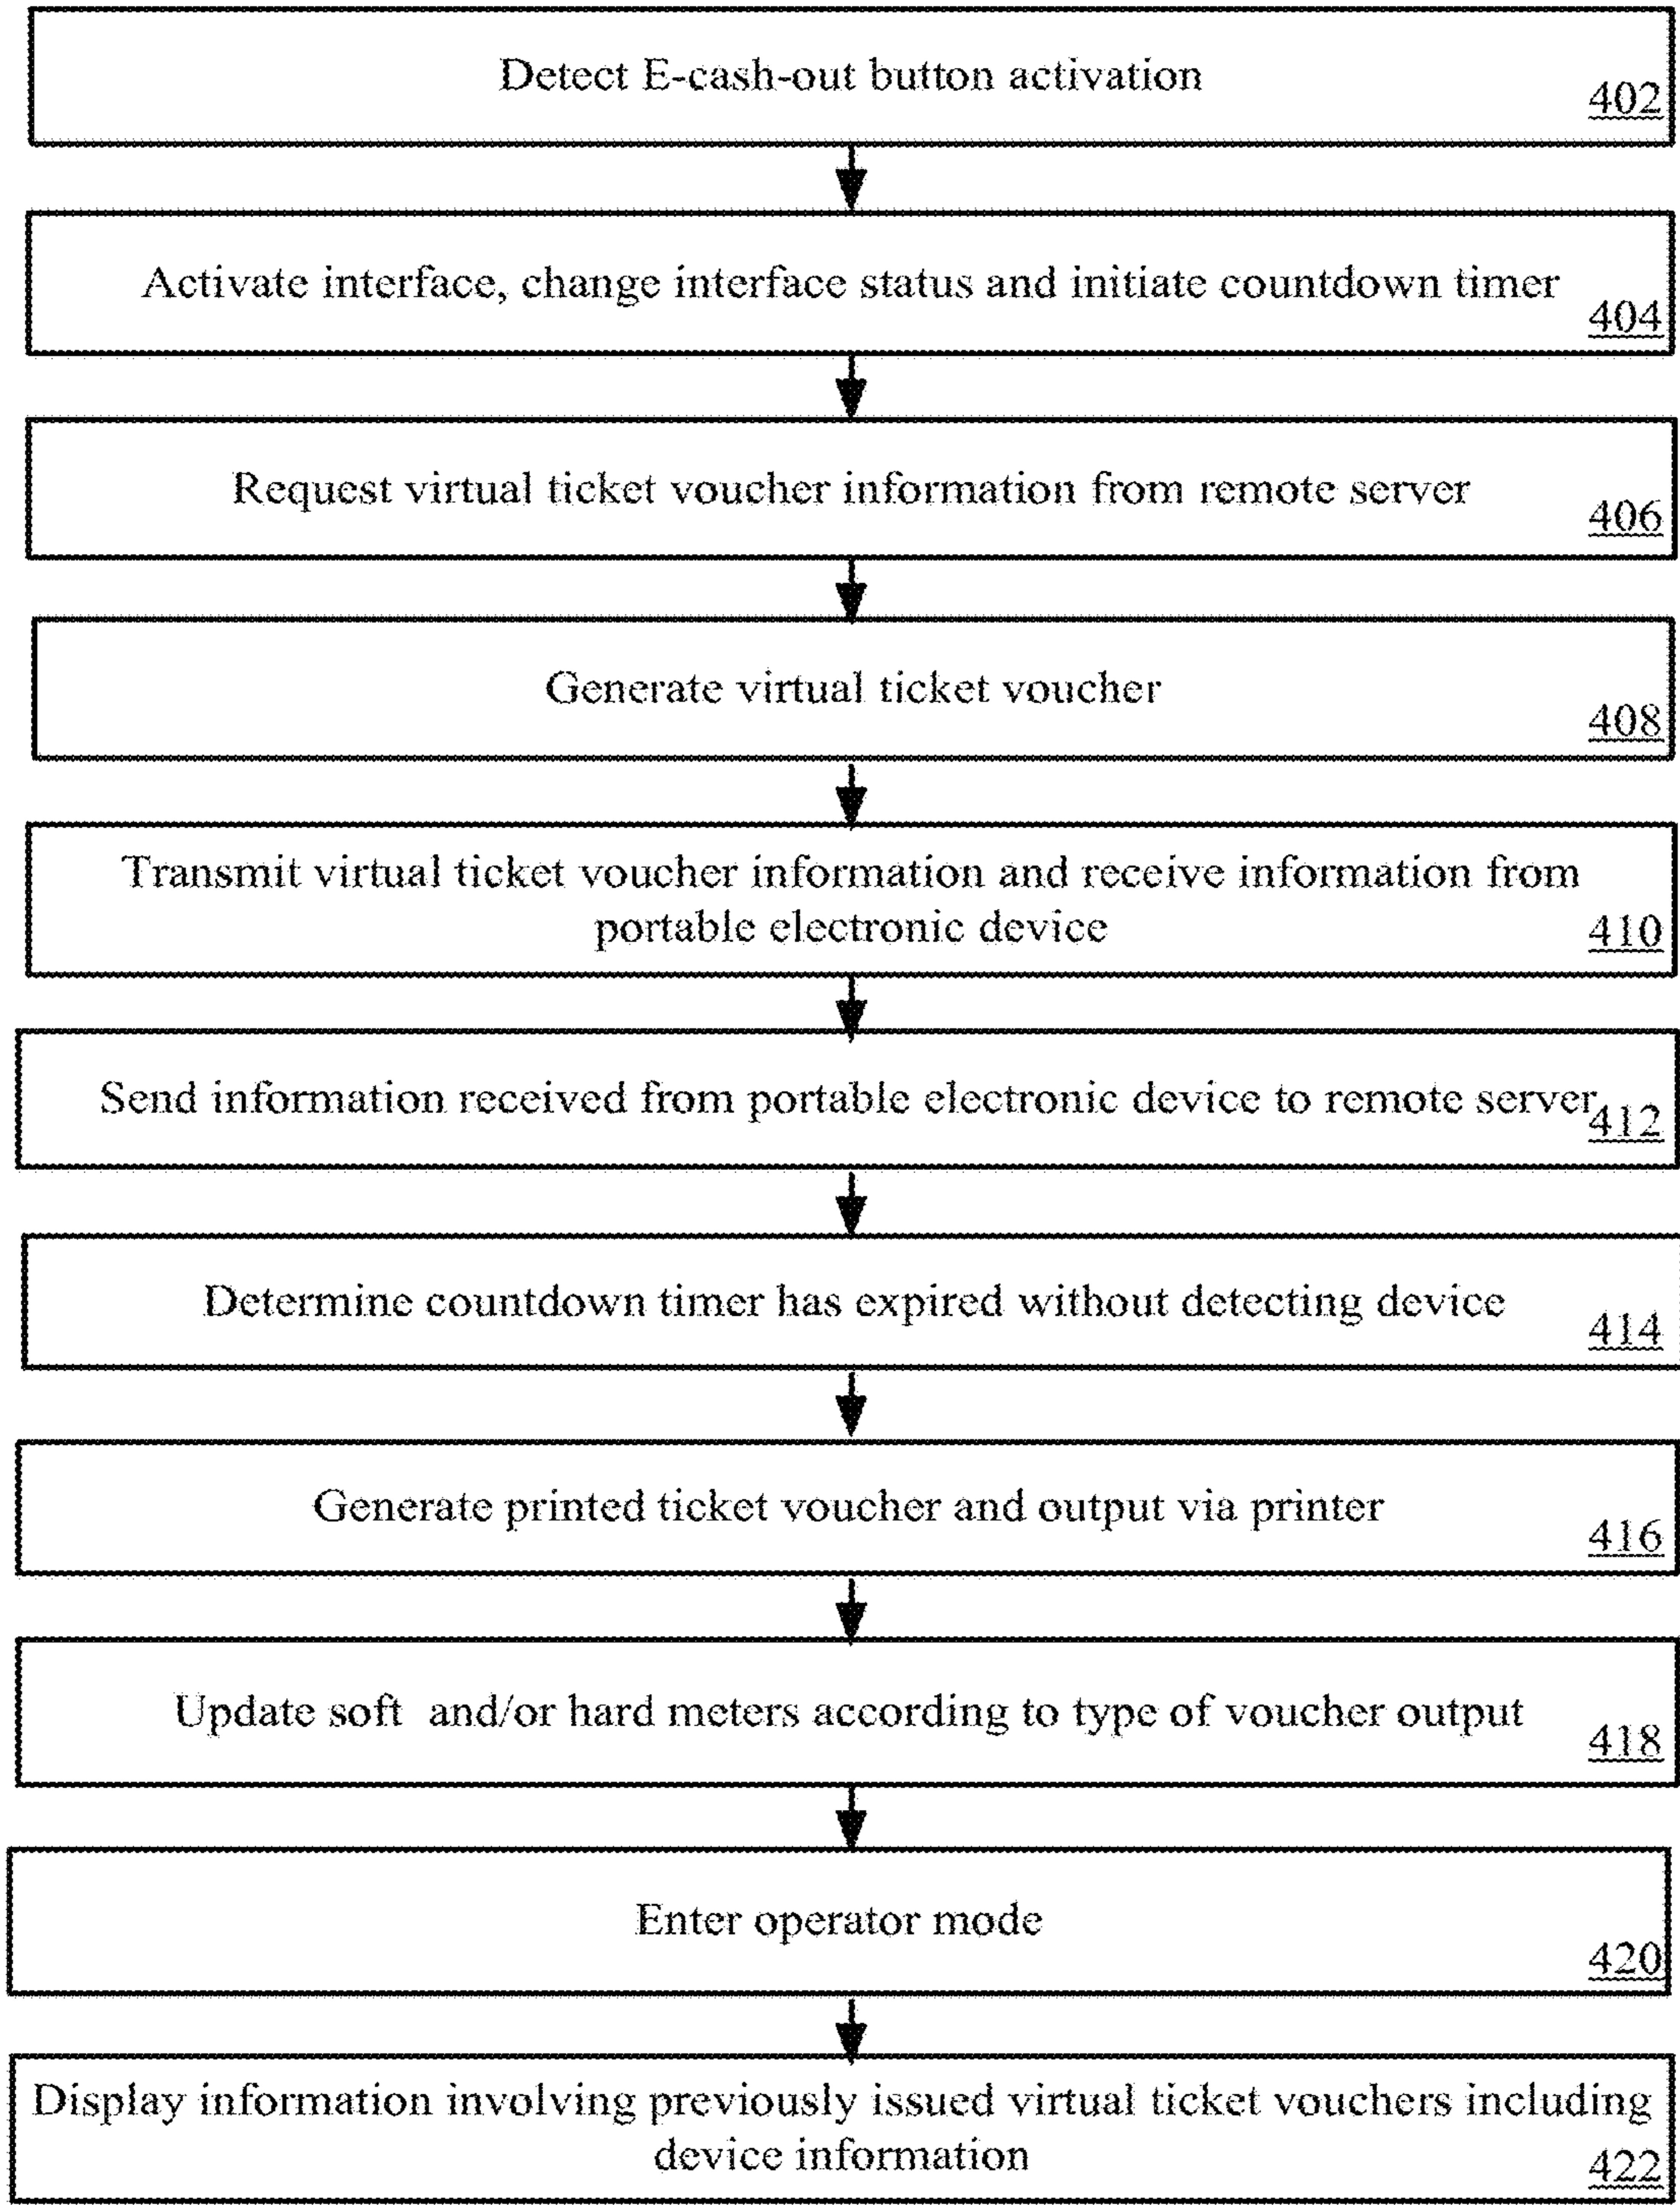 Detect E-cash-out button activation
402
Activate interface, change interface status and initiate countdown timer
404
Request virtual ticket voucher information from remote server
406
Generate virtual ticket voucher
408
Transmit virtual ticket voucher information and receive information from
portable electronic device
410
Send information received from portable electronic device to remote server
412
Determine countdown timer has expired without detecting device
414
Generate printed ticket voucher and output via printer
416
Update soft and/or hard meters according to type of voucher output
418
Enter operator mode
420
Display information involving previously issued virtual ticket vouchers including
device information
422